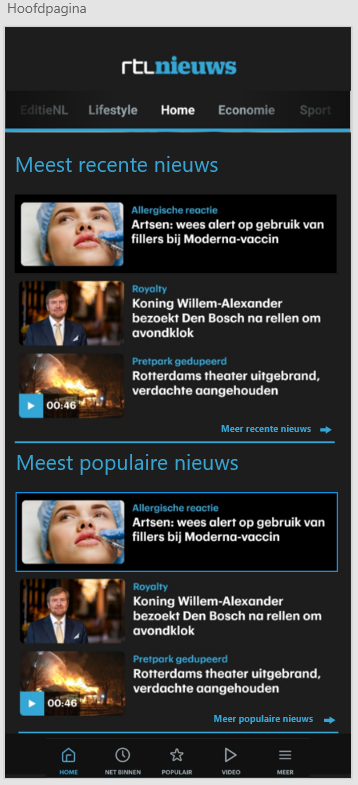 Hoofdpagina
rtlnieuws
EditieNL Lifestyle Home Economie Sport
Meest recente nieuws
Allergische reactie
Artsen: wees alert op gebruik van
fillers bij Moderna-vaccin
Royalty
Koning Willem-Alexander
bezoekt Den Bosch na rellen om
avondklok
Pretpark gedupeerd
Rotterdams theater uitgebrand,
verdachte aangehouden
00:46
Meer recente nieuws
Meest populaire nieuws
Allergische reactie
Artsen: wees alert op gebruik van
fillers bij Moderna-vaccin
Royalty
Koning Willem-Alexander
bezoekt Den Bosch na rellen om
avondklok
Pretpark gedupeerd
Rotterdams theater uitgebrand,
verdachte aangehouden
00:46
Meer populaire nieuws
HOME NET BINNEN POPULAIR VIDEO MEER